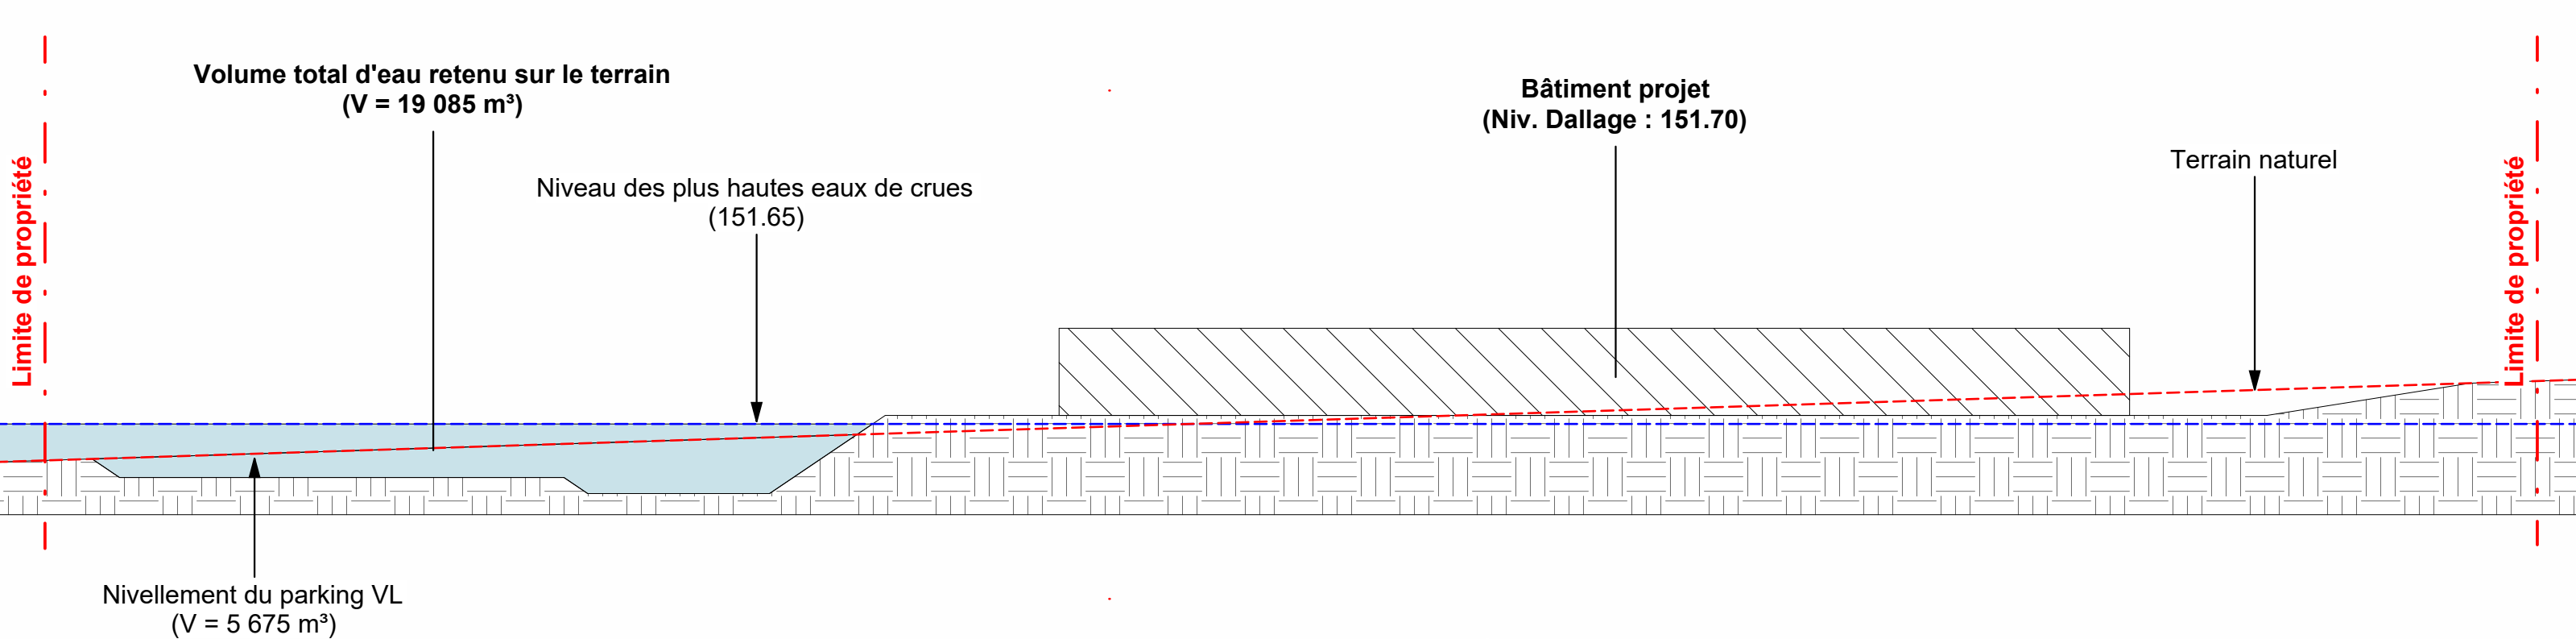 Volume total d'eau retenu sur le terrain
(V = 19 085 m³)
Bâtiment projet
(Niv. Dallage : 151.70)
Niveau des plus hautes eaux de crues
(151.65)
Terrain naturel
Limite de propriété
Limite de propriété
Nivellement du parking VL
(V = 5 675 m³)